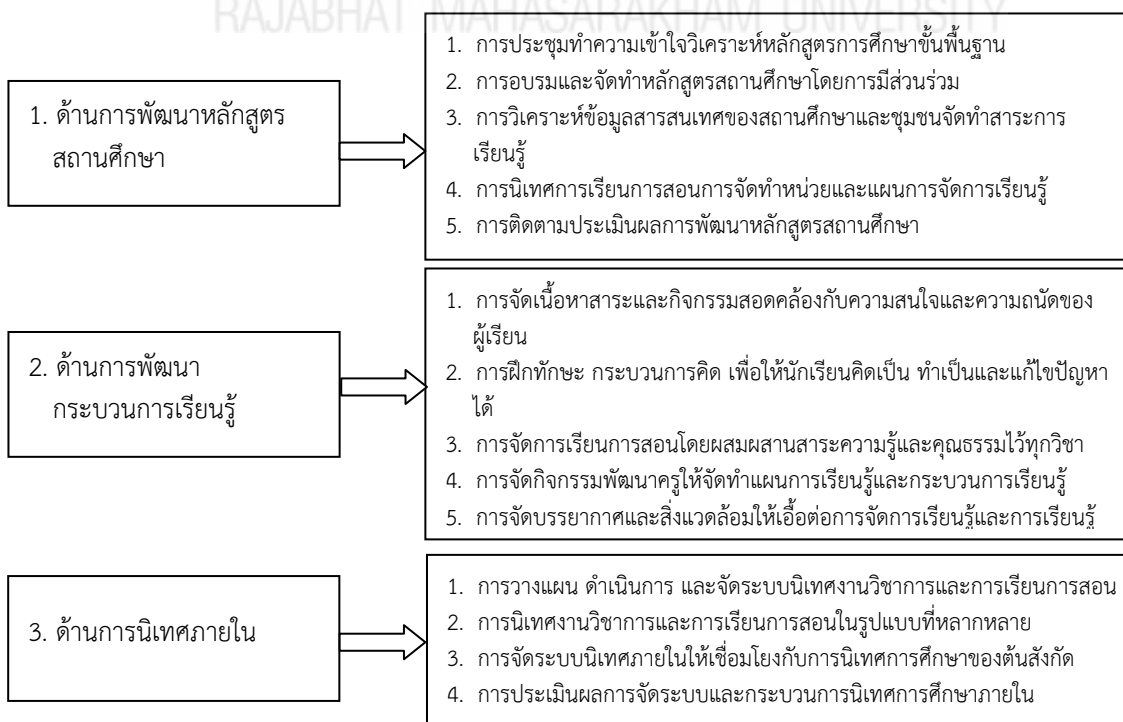 RAJABHAT MAHASARAKHAM UNIVERSITY
1. ด้านการพัฒนาหลักสูตร
สถานศึกษา
1. การประชุมทำความเข้าใจวิเคราะห์หลักสูตรการศึกษาขั้นพื้นฐาน
2. การอบรมและจัดทำหลักสูตรสถานศึกษาโดยการมีส่วนร่วม
3. การวิเคราะห์ข้อมูลสารสนเทศของสถานศึกษาและชุมชนจัดทำสาระการ
เรียนรู้
4. การนิเทศการเรียนการสอนการจัดทำหน่วยและแผนการจัดการเรียนรู้
5. การติดตามประเมินผลการพัฒนาหลักสูตรสถานศึกษา
2. ด้านการพัฒนา
กระบวนการเรียนรู้
1. การจัดเนื้อหาสาระและกิจกรรมสอดคล้องกับความสนใจและความถนัดของ
ผู้เรียน
2. การฝึกทักษะ กระบวนการคิด เพื่อให้นักเรียนคิดเป็น ทำเป็นและแก้ไขปัญหา
ได้
3. การจัดการเรียนการสอนโดยผสมผสานสาระความรู้และคุณธรรมไว้ทุกวิชา
4. การจัดกิจกรรมพัฒนาครูให้จัดทำแผนการเรียนรู้และกระบวนการเรียนรู้
5. การจัดบรรยากาศและสิ่งแวดล้อมให้เอื้อต่อการจัดการเรียนรู้และการเรียนรู้
3. ด้านการนิเทศภายใน
1. การวางแผน ดำเนินการ และจัดระบบนิเทศงานวิชาการและการเรียนการสอน
2. การนิเทศงานวิชาการและการเรียนการสอนในรูปแบบที่หลากหลาย
3. การจัดระบบนิเทศภายในให้เชื่อมโยงกับการนิเทศการศึกษาของต้นสังกัด
4. การประเมินผลการจัดระบบและกระบวนการนิเทศการศึกษาภายใน